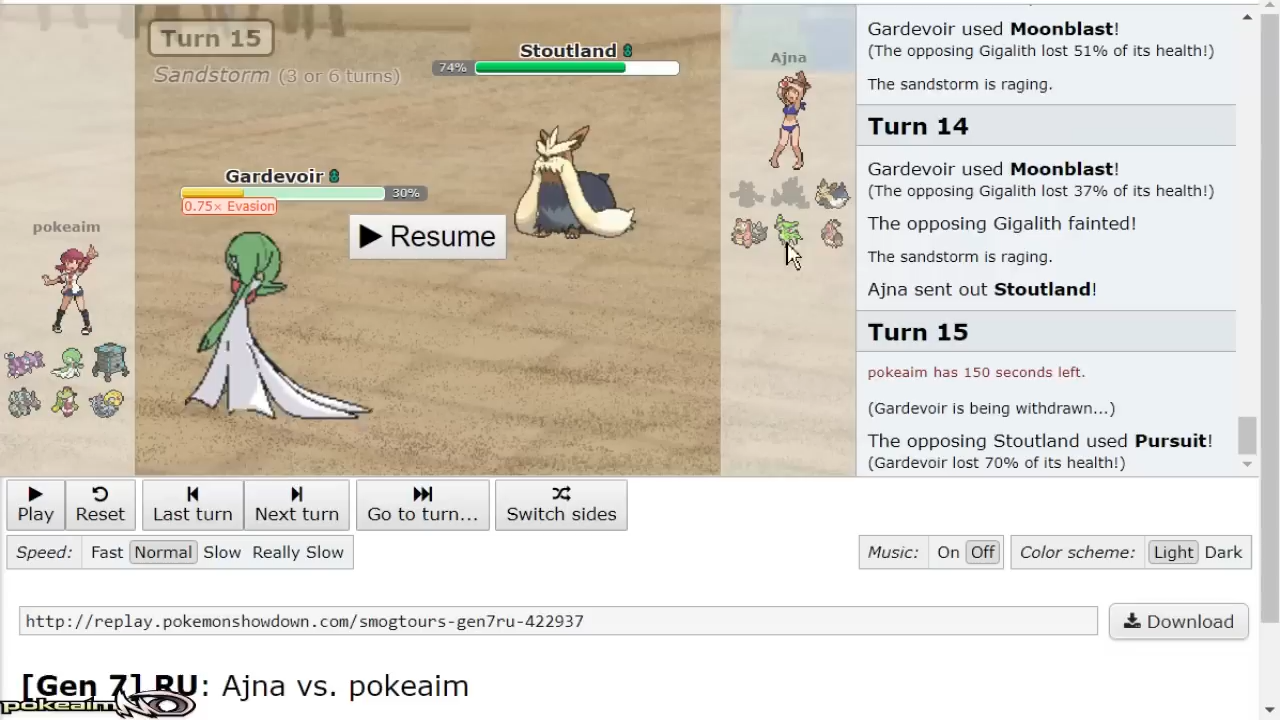 Turn 15
Sandstorm (3 or 6 turns)
Stoutland
74%
Gardevoir
30%
0.75× Evasion
Resume
pokeaim
Ajna
Gardevoir used Moonblast!
(The opposing Gigalith lost 51% of its health!)
The sandstorm is raging.
Turn 14
Gardevoir used Moonblast!
(The opposing Gigalith lost 37% of its health!)
The opposing Gigalith fainted!
The sandstorm is raging.
Ajna sent out Stoutland!
Turn 15
pokeaim has 150 seconds left.
(Gardevoir is being withdrawn...)
The opposing Stoutland used Pursuit!
(Gardevoir lost 70% of its health!)
Play
Reset
Last turn
Next turn
Go to turn...
Switch sides
Speed: Fast Normal Slow Really Slow
Music: On Off
Color scheme: Light Dark
http://replay.pokemonshowdown.com/smogtours-gen7ru-422937
Download
[Gen 7] RU: Ajna vs. pokeaim
pokeaimMD